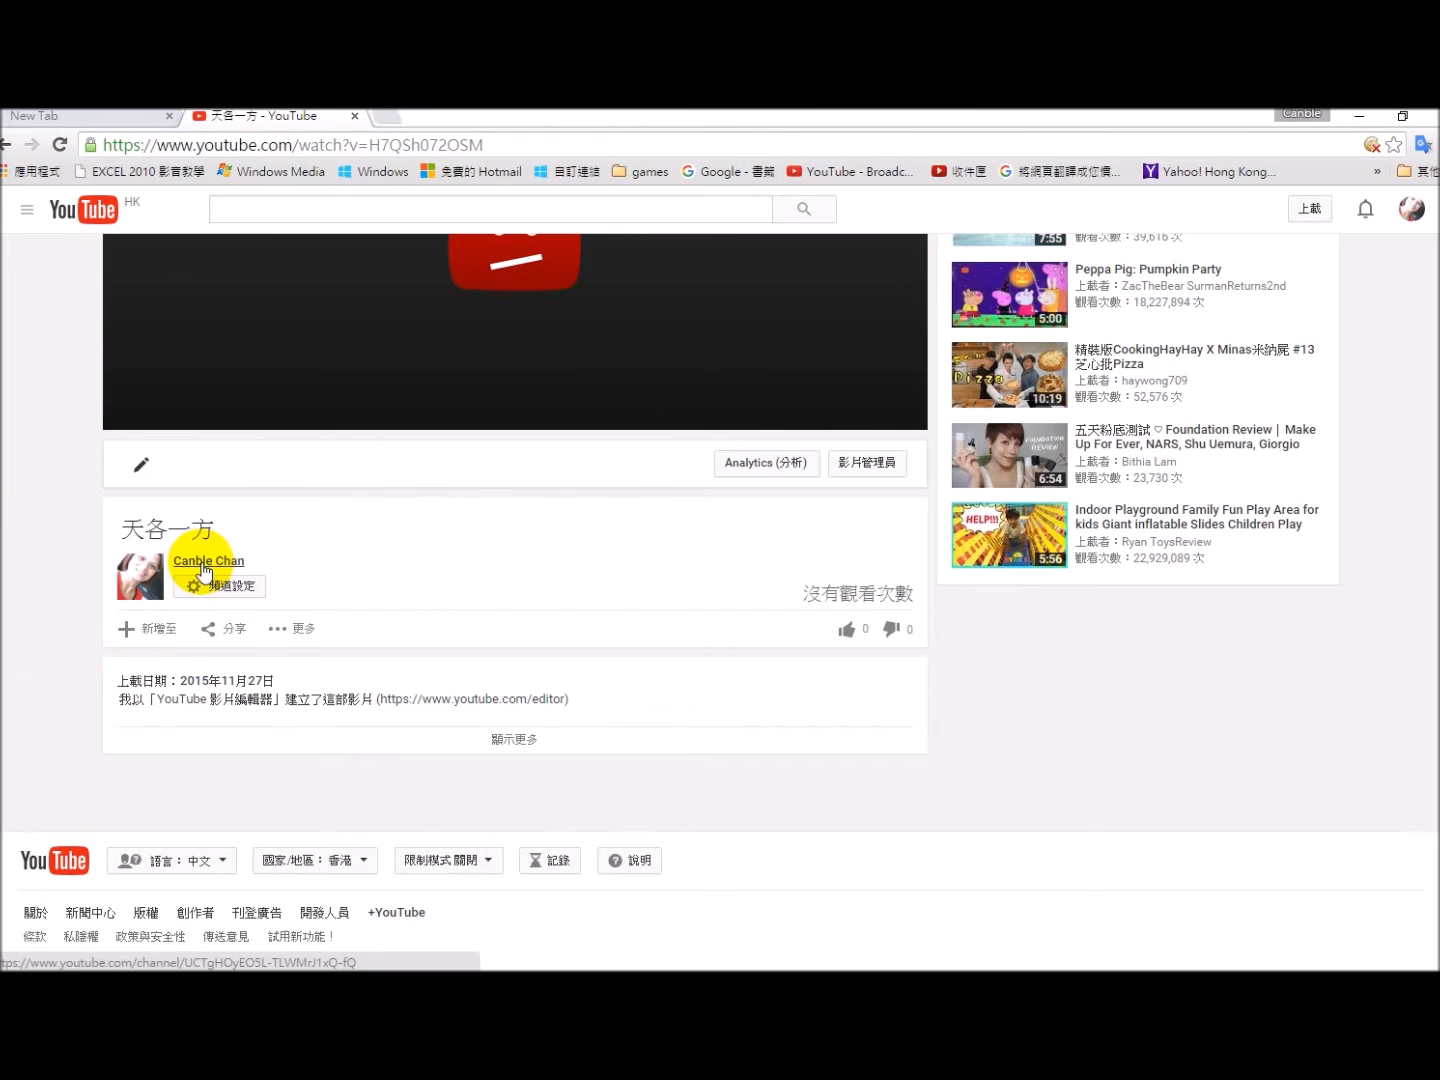 New Tab
天各一方 - YouTube
Canble
https://www.youtube.com/watch?v=H7QSh072OSM
應用程式
EXCEL 2010 影音教學
Windows Media
Windows
免費的 Hotmail
自訂連結
games
Google - 書籤
YouTube - Broadc...
收件匣
將網頁翻譯成您慣...
Yahoo! Hong Kong...
»
其他
YouTube HK
上載
7:55
觀看次數：39,616 次
Peppa Pig: Pumpkin Party
上載者：ZacTheBear SurmanReturns2nd
觀看次數：18,227,894 次
5:00
精裝版CookingHayHay X Minas米納屍 #13
芝心批Pizza
上載者：haywong709
觀看次數：52,576 次
Pizza
10:19
五天粉底測試 ♡ Foundation Review | Make
Up For Ever, NARS, Shu Uemura, Giorgio
上載者：Bithia Lam
觀看次數：23,730 次
FOUNDATION
REVIEW
6:54
Indoor Playground Family Fun Play Area for
kids Giant inflatable Slides Children Play
上載者：Ryan ToysReview
觀看次數：22,929,089 次
HELP!!!
5:56
Analytics (分析)
影片管理員
天各一方
Canble Chan
頻道設定
沒有觀看次數
新增至
分享
更多
0
0
上載日期：2015年11月27日
我以「YouTube 影片編輯器」建立了這部影片 (https://www.youtube.com/editor)
顯示更多
YouTube
語言：中文
國家/地區：香港
限制模式 關閉
記錄
說明
關於
新聞中心
版權
創作者
刊登廣告
開發人員
+YouTube
條款
私隱權
政策與安全性
傳送意見
試用新功能！
tps://www.youtube.com/channel/UCTgHOyEO5L-TLWMrJ1xQ-fQ